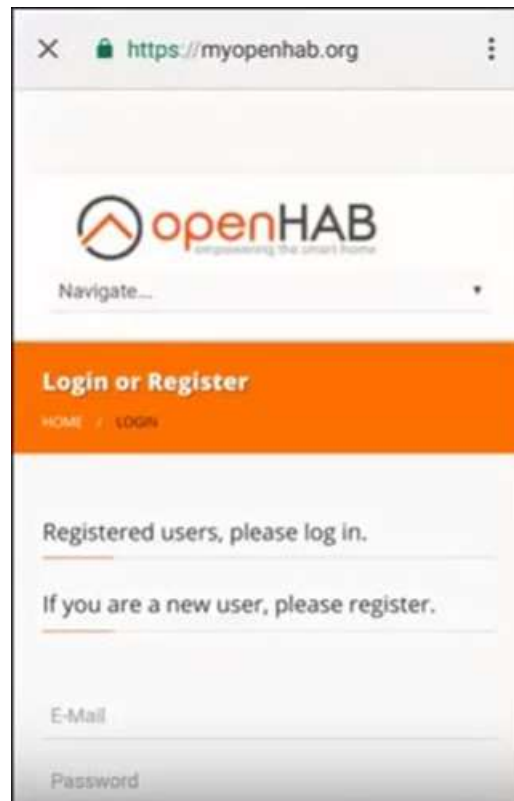 https://myopenhab.org
openHAB
empowering the smart home
Navigate...
Login or Register
HOME / LOGIN
Registered users, please log in.
If you are a new user, please register.
E-Mail
Password